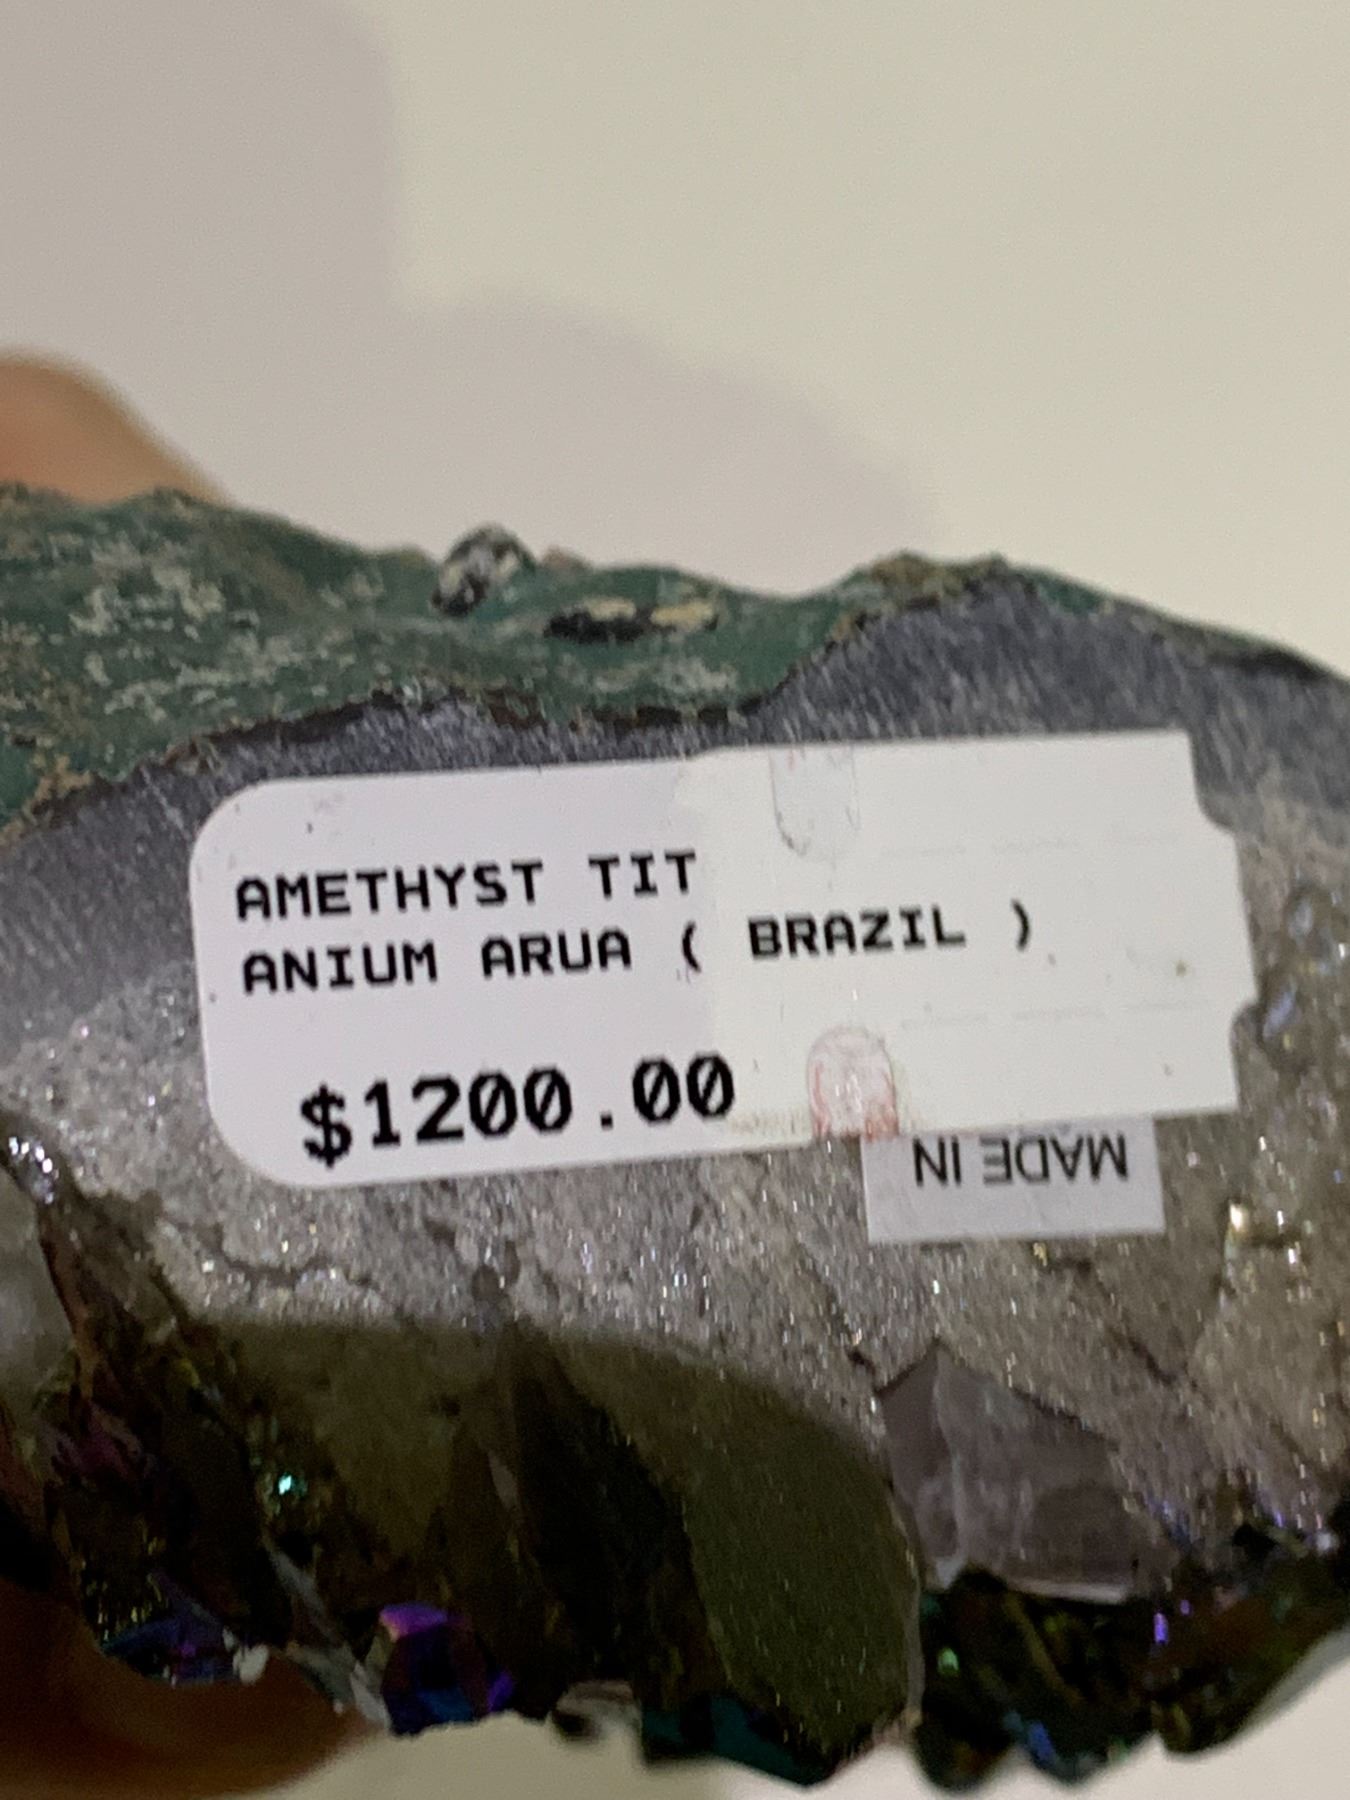 AMETHYST TIT
ANIUM ARUA ( BRAZIL )
$1200.00
MADE IN